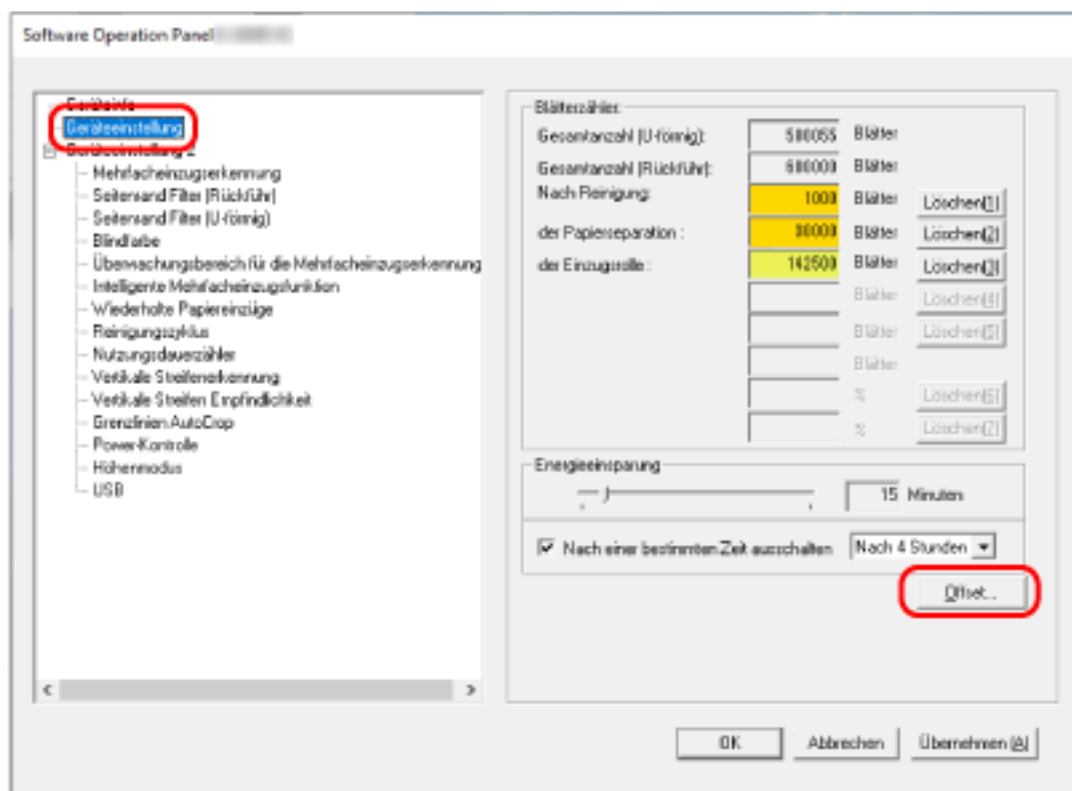 Software Operation Panel
Geräteinfo
Geräteeinstellung
Geräteeinstellung 2
Mehrfacheinzugserkennung
Seitenrand Filter (Rückführ)
Seitenrand Filter (U-förmig)
Blindfarbe
Überwachungsbereich für die Mehrfacheinzugserkennung
Intelligente Mehrfacheinzugsfunktion
Wiederholte Papiereinzüge
Reinigungszyklus
Nutzungsdauerzähler
Vertikale Streifenerkennung
Vertikale Streifen Empfindlichkeit
Grenzlinien AutoCrop
Power-Kontrolle
Höhenmodus
USB
Blätterzähler:
Gesamtanzahl (U-förmig): 500055 Blätter
Gesamtanzahl (Rückführ): 600000 Blätter
Nach Reinigung: 1000 Blätter Löschen(1)
der Papierseparation : 30000 Blätter Löschen(2)
der Einzugsrolle : 142500 Blätter Löschen(3)
Blätter Löschen(4)
Blätter Löschen(5)
Blätter
% Löschen(6)
% Löschen(7)
Energieeinsparung
15 Minuten
Nach einer bestimmten Zeit ausschalten Nach 4 Stunden
Offset...
OK Abbrechen Übernehmen (A)